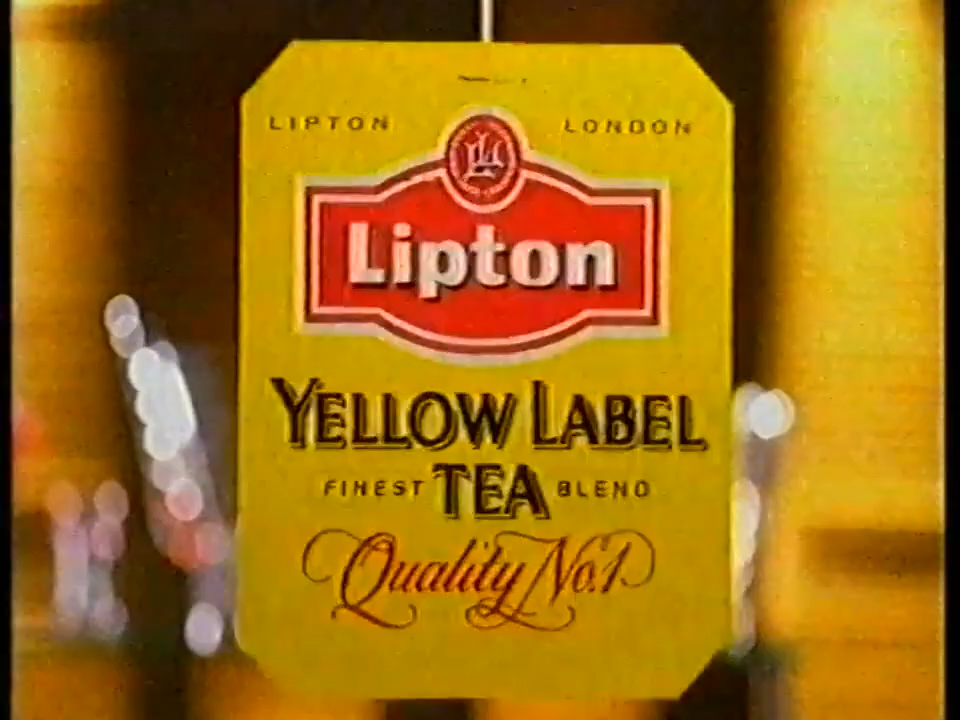 LIPTON LONDON
Lipton
YELLOW LABEL
FINEST TEA BLEND
Quality No.1